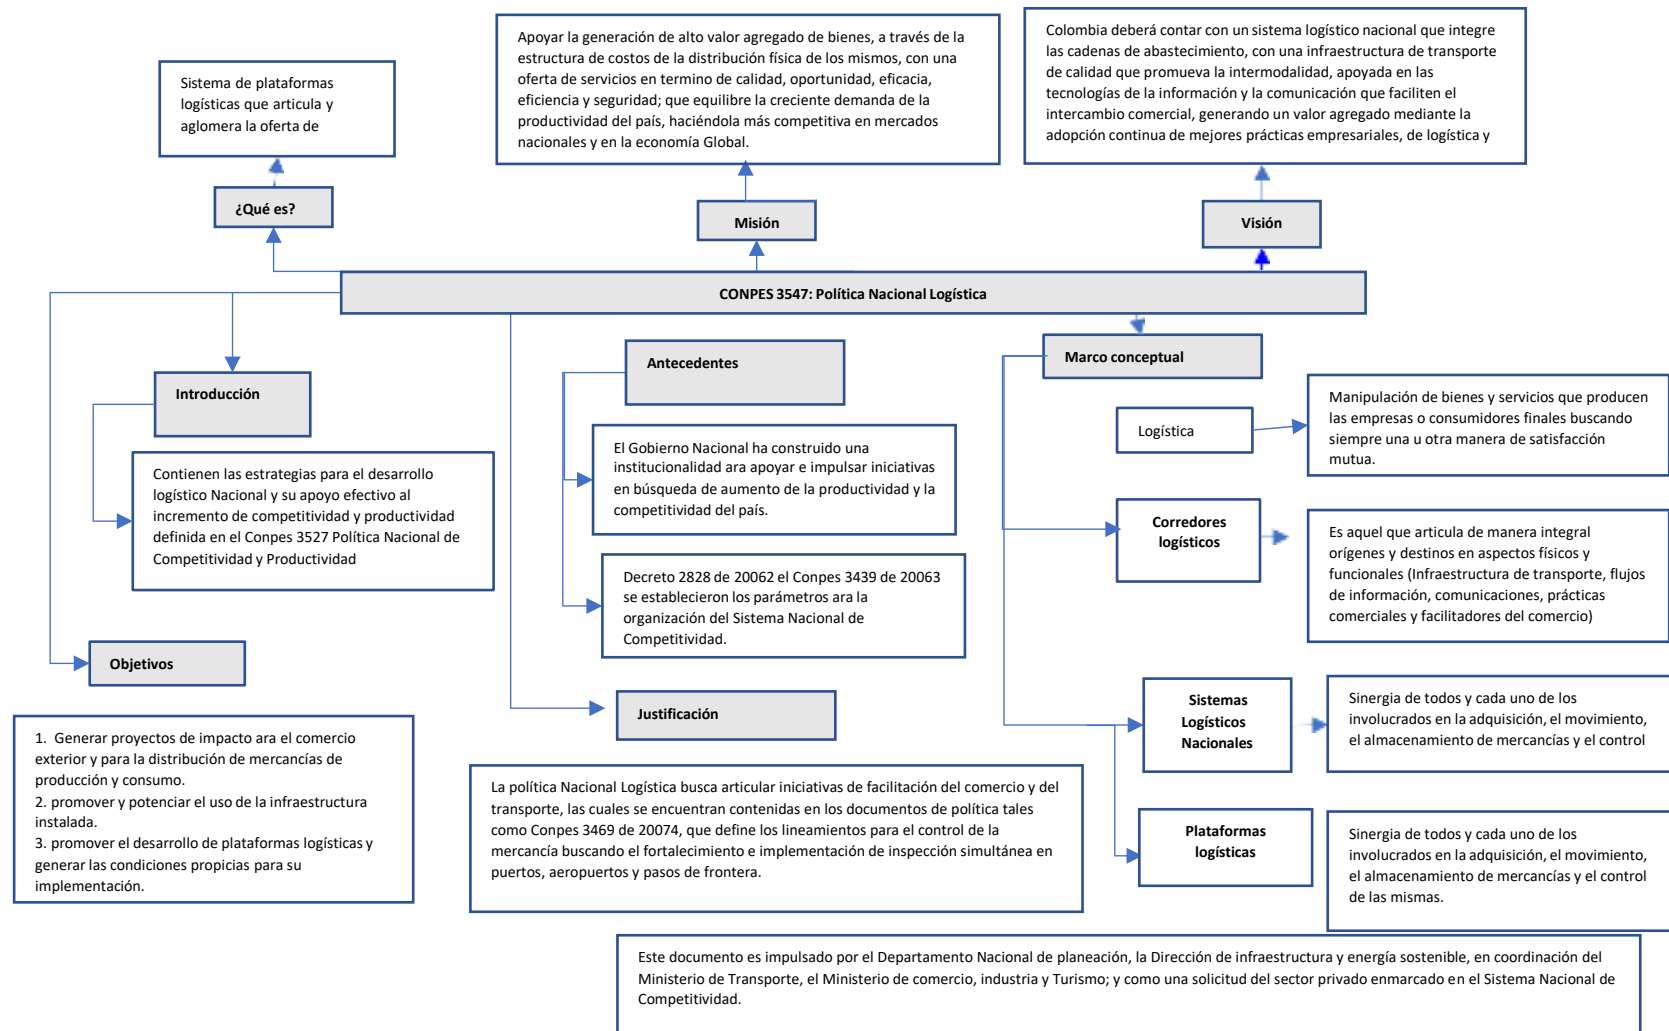 Sistema de plataformas
logísticas que articula y
aglomera la oferta de
Apoyar la generación de alto valor agregado de bienes, a través de la
estructura de costos de la distribución física de los mismos, con una
oferta de servicios en termino de calidad, oportunidad, eficacia,
eficiencia y seguridad; que equilibre la creciente demanda de la
productividad del país, haciéndola más competitiva en mercados
nacionales y en la economía Global.
Colombia deberá contar con un sistema logístico nacional que integre
las cadenas de abastecimiento, con una infraestructura de transporte
de calidad que promueva la intermodalidad, apoyada en las
tecnologías de la información y la comunicación que faciliten el
intercambio comercial, generando un valor agregado mediante la
adopción continua de mejores prácticas empresariales, de logística y
¿Qué es?
Misión
Visión
CONPES 3547: Política Nacional Logística
Introducción
Contienen las estrategias para el desarrollo
logístico Nacional y su apoyo efectivo al
incremento de competitividad y productividad
definida en el Conpes 3527 Política Nacional de
Competitividad y Productividad
Objetivos
1. Generar proyectos de impacto ara el comercio
exterior y para la distribución de mercancías de
producción y consumo.
2. promover y potenciar el uso de la infraestructura
instalada.
3. promover el desarrollo de plataformas logísticas y
generar las condiciones propicias para su
implementación.
Antecedentes
El Gobierno Nacional ha construido una
institucionalidad ara apoyar e impulsar iniciativas
en búsqueda de aumento de la productividad y la
competitividad del país.
Decreto 2828 de 20062 el Conpes 3439 de 20063
se establecieron los parámetros ara la
organización del Sistema Nacional de
Competitividad.
Justificación
La política Nacional Logística busca articular iniciativas de facilitación del comercio y del
transporte, las cuales se encuentran contenidas en los documentos de política tales
como Conpes 3469 de 20074, que define los lineamientos para el control de la
mercancía buscando el fortalecimiento e implementación de inspección simultánea en
puertos, aeropuertos y pasos de frontera.
Marco conceptual
Logística
Manipulación de bienes y servicios que producen
las empresas o consumidores finales buscando
siempre una u otra manera de satisfacción
mutua.
Corredores
logísticos
Es aquel que articula de manera integral
orígenes y destinos en aspectos físicos y
funcionales (Infraestructura de transporte, flujos
de información, comunicaciones, prácticas
comerciales y facilitadores del comercio)
Sistemas
Logísticos
Nacionales
Sinergia de todos y cada uno de los
involucrados en la adquisición, el movimiento,
el almacenamiento de mercancías y el control
Plataformas
logísticas
Sinergia de todos y cada uno de los
involucrados en la adquisición, el movimiento,
el almacenamiento de mercancías y el control
de las mismas.
Este documento es impulsado por el Departamento Nacional de planeación, la Dirección de infraestructura y energía sostenible, en coordinación del
Ministerio de Transporte, el Ministerio de comercio, industria y Turismo; y como una solicitud del sector privado enmarcado en el Sistema Nacional de
Competitividad.